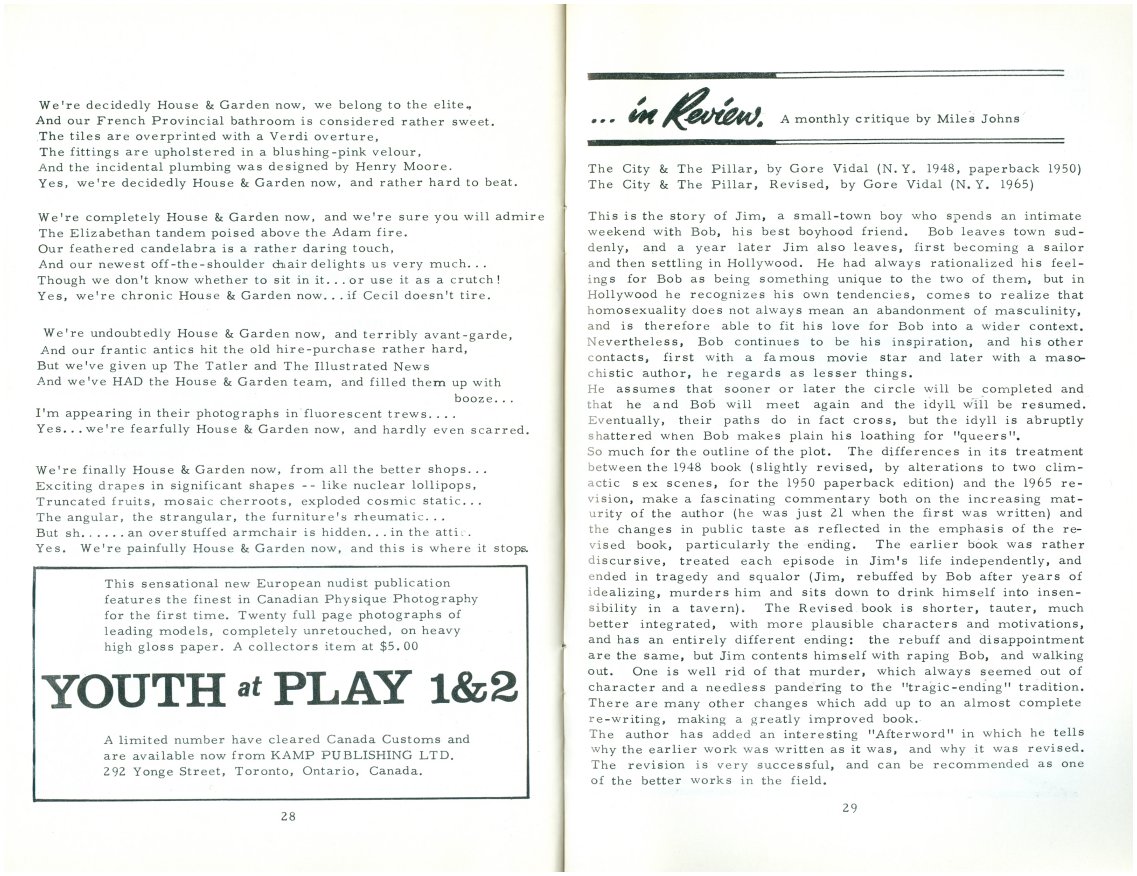 We're decidedly House & Garden now, we belong to the elite.,
And our French Provincial bathroom is considered rather sweet.
The tiles are overprinted with a Verdi overture,
The fittings are upholstered in a blushing-pink velour,
And the incidental plumbing was designed by Henry Moore.
Yes, we're decidedly House & Garden now, and rather hard to beat.
We're completely House & Garden now, and we're sure you will admire
The Elizabethan tandem poised above the Adam fire.
Our feathered candelabra is a rather daring touch,
And our newest off-the-shoulder chair delights us very much...
Though we don't know whether to sit in it...or use it as a crutch!
Yes, we're chronic House & Garden now...if Cecil doesn't tire.
We're undoubtedly House & Garden now, and terribly avant-garde,
And our frantic antics hit the old hire-purchase rather hard,
But we've given up The Tatler and The Illustrated News
And we've HAD the House & Garden team, and filled them up with
booze...
I'm appearing in their photographs in fluorescent trews....
Yes...we're fearfully House & Garden now, and hardly even scarred.
We're finally House & Garden now, from all the better shops...
Exciting drapes in significant shapes -- like nuclear lollipops,
Truncated fruits, mosaic cherroots, exploded cosmic static...
The angular, the strangular, the furniture's rheumatic...
But sh......an overstuffed armchair is hidden...in the attic.
Yes. We're painfully House & Garden now, and this is where it stops.
This sensational new European nudist publication
features the finest in Canadian Physique Photography
for the first time. Twenty full page photographs of
leading models, completely unretouched, on heavy
high gloss paper. A collectors item at $5.00
YOUTH at PLAY 1&2
A limited number have cleared Canada Customs and
are available now from KAMP PUBLISHING LTD.
292 Yonge Street, Toronto, Ontario, Canada.
28
... in Review. A monthly critique by Miles Johns
The City & The Pillar, by Gore Vidal (N.Y. 1948, paperback 1950)
The City & The Pillar, Revised, by Gore Vidal (N.Y. 1965)
This is the story of Jim, a small-town boy who spends an intimate
weekend with Bob, his best boyhood friend. Bob leaves town sud-
denly, and a year later Jim also leaves, first becoming a sailor
and then settling in Hollywood. He had always rationalized his feel-
ings for Bob as being something unique to the two of them, but in
Hollywood he recognizes his own tendencies, comes to realize that
homosexuality does not always mean an abandonment of masculinity,
and is therefore able to fit his love for Bob into a wider context.
Nevertheless, Bob continues to be his inspiration, and his other
contacts, first with a famous movie star and later with a maso-
chistic author, he regards as lesser things.
He assumes that sooner or later the circle will be completed and
that he and Bob will meet again and the idyll will be resumed.
Eventually, their paths do in fact cross, but the idyll is abruptly
shattered when Bob makes plain his loathing for "queers".
So much for the outline of the plot. The differences in its treatment
between the 1948 book (slightly revised, by alterations to two clim-
actic sex scenes, for the 1950 paperback edition) and the 1965 re-
vision, make a fascinating commentary both on the increasing mat-
urity of the author (he was just 21 when the first was written) and
the changes in public taste as reflected in the emphasis of the re-
vised book, particularly the ending. The earlier book was rather
discursive, treated each episode in Jim's life independently, and
ended in tragedy and squalor (Jim, rebuffed by Bob after years of
idealizing, murders him and sits down to drink himself into insen-
sibility in a tavern). The Revised book is shorter, tauter, much
better integrated, with more plausible characters and motivations,
and has an entirely different ending: the rebuff and disappointment
are the same, but Jim contents himself with raping Bob, and walking
out. One is well rid of that murder, which always seemed out of
character and a needless pandering to the "tragic-ending" tradition.
There are many other changes which add up to an almost complete
re-writing, making a greatly improved book.
The author has added an interesting "Afterword" in which he tells
why the earlier work was written as it was, and why it was revised.
The revision is very successful, and can be recommended as one
of the better works in the field.
29